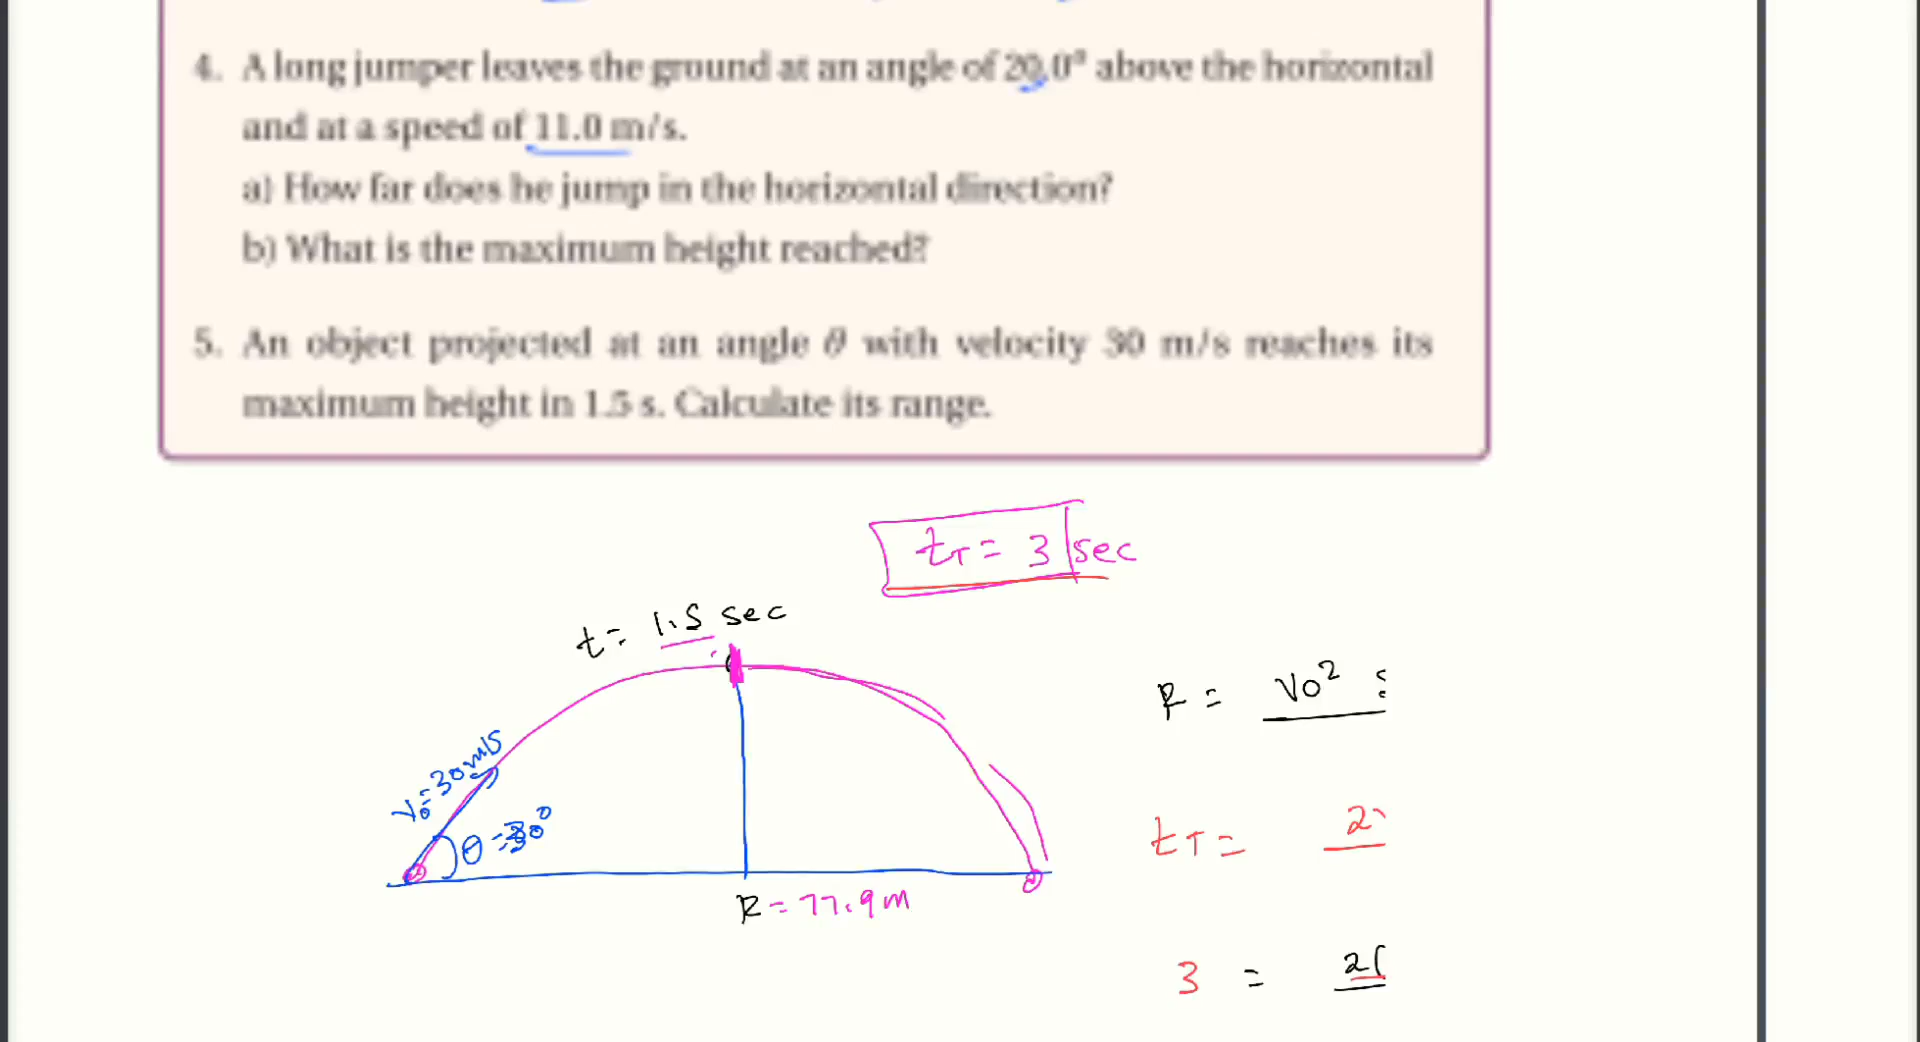 4. A long jumper leaves the ground at an angle of 20.0° above the horizontal
and at a speed of 11.0 m/s.
a) How far does he jump in the horizontal direction?
b) What is the maximum height reached?
5. An object projected at an angle θ with velocity 30 m/s reaches its
maximum height in 1.5 s. Calculate its range.
tT = 3 sec
t = 1.5 sec
R = Vo²
Vo = 30 m/s
θ = 30°
tT = 2
R = 77.9 m
3 = 2(